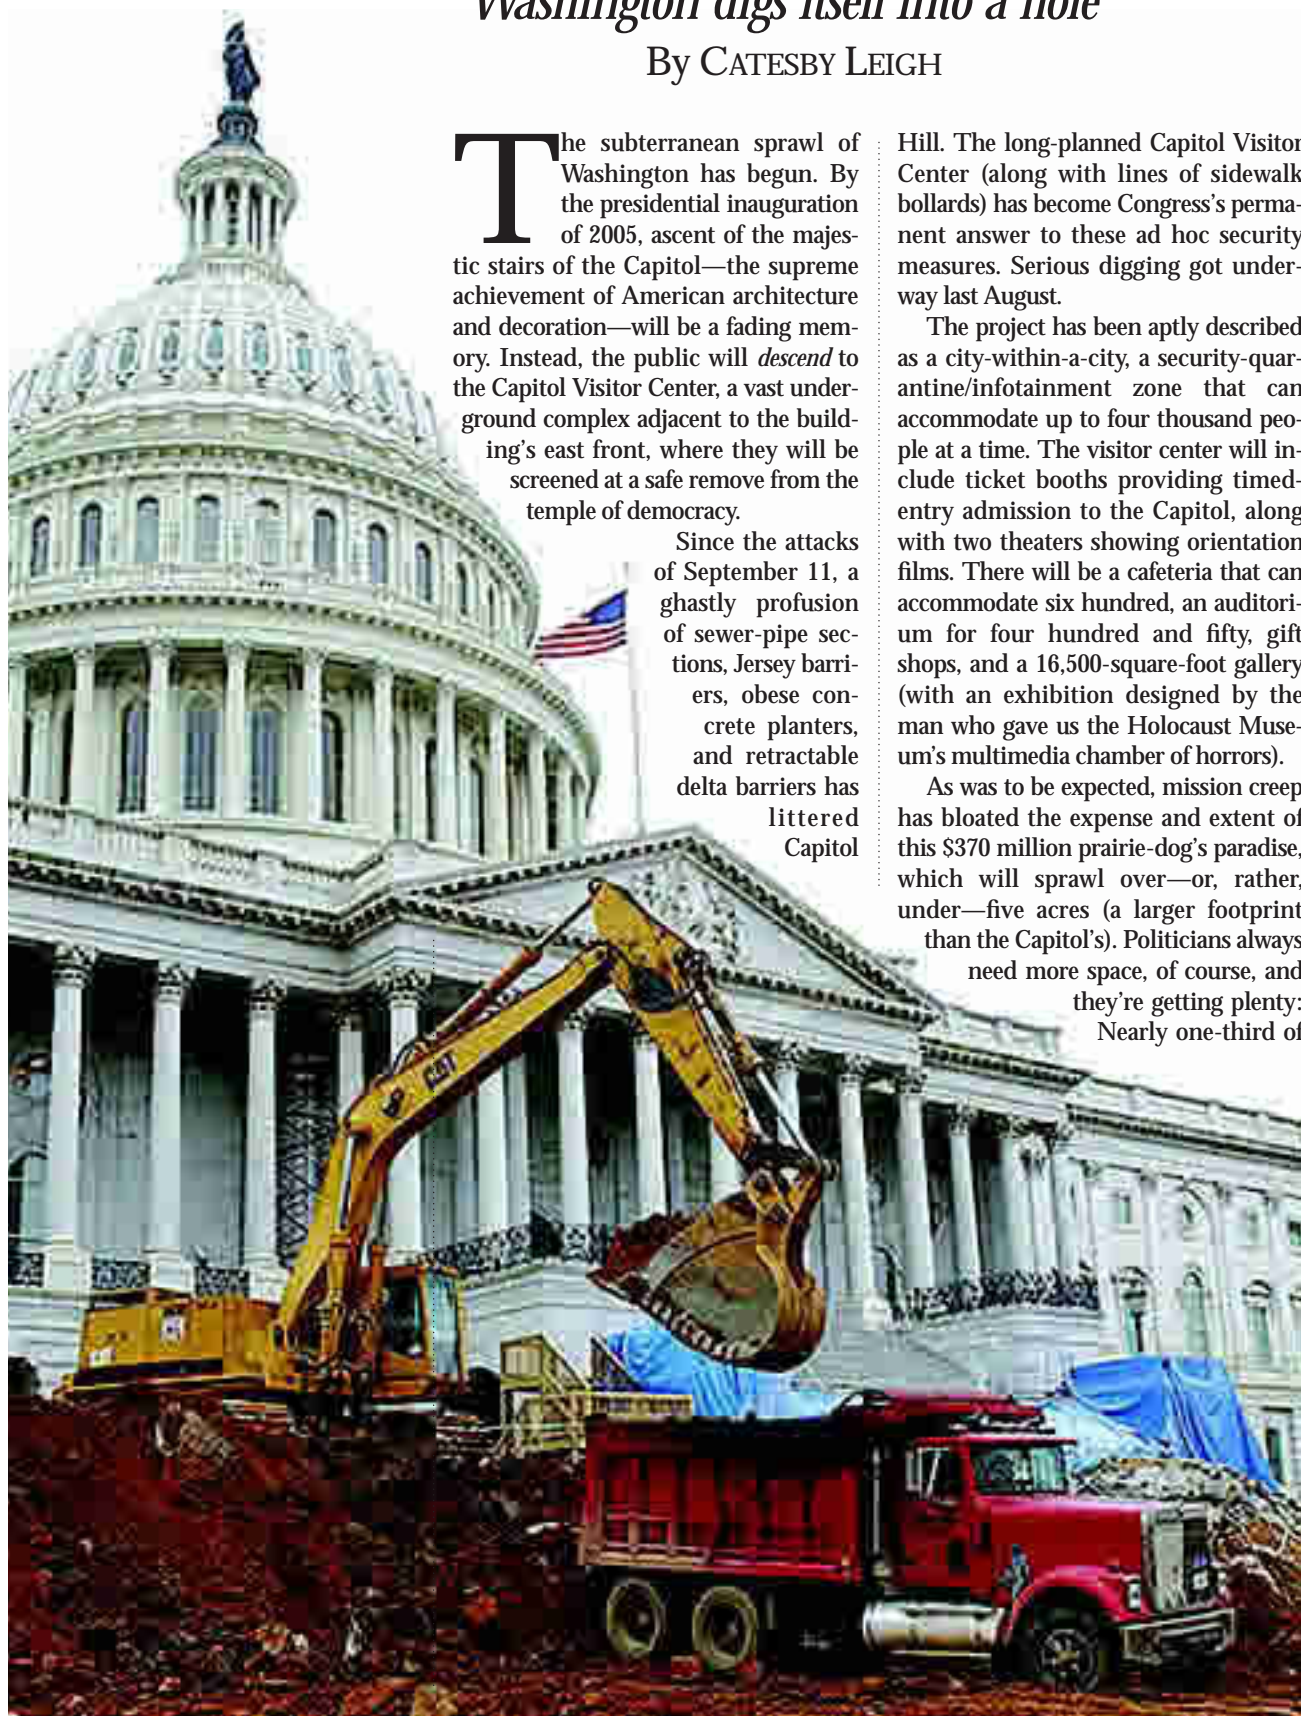 Washington digs itself into a hole
By CATESBY LEIGH
The subterranean sprawl of
Washington has begun. By
the presidential inauguration
of 2005, ascent of the majes-
tic stairs of the Capitol—the supreme
achievement of American architecture
and decoration—will be a fading mem-
ory. Instead, the public will descend to
the Capitol Visitor Center, a vast under-
ground complex adjacent to the build-
ing's east front, where they will be
screened at a safe remove from the
temple of democracy.
Since the attacks
of September 11, a
ghastly profusion
of sewer-pipe sec-
tions, Jersey barri-
ers, obese con-
crete planters,
and retractable
delta barriers has
littered
Capitol
Hill. The long-planned Capitol Visitor
Center (along with lines of sidewalk
bollards) has become Congress's perma-
nent answer to these ad hoc security
measures. Serious digging got under-
way last August.
The project has been aptly described
as a city-within-a-city, a security-quar-
antine/infotainment zone that can
accommodate up to four thousand peo-
ple at a time. The visitor center will in-
clude ticket booths providing timed-
entry admission to the Capitol, along
with two theaters showing orientation
films. There will be a cafeteria that can
accommodate six hundred, an auditori-
um for four hundred and fifty, gift
shops, and a 16,500-square-foot gallery
(with an exhibition designed by the
man who gave us the Holocaust Muse-
um's multimedia chamber of horrors).
As was to be expected, mission creep
has bloated the expense and extent of
this $370 million prairie-dog's paradise,
which will sprawl over—or, rather,
under—five acres (a larger footprint
than the Capitol's). Politicians always
need more space, of course, and
they're getting plenty:
Nearly one-third of
CAT